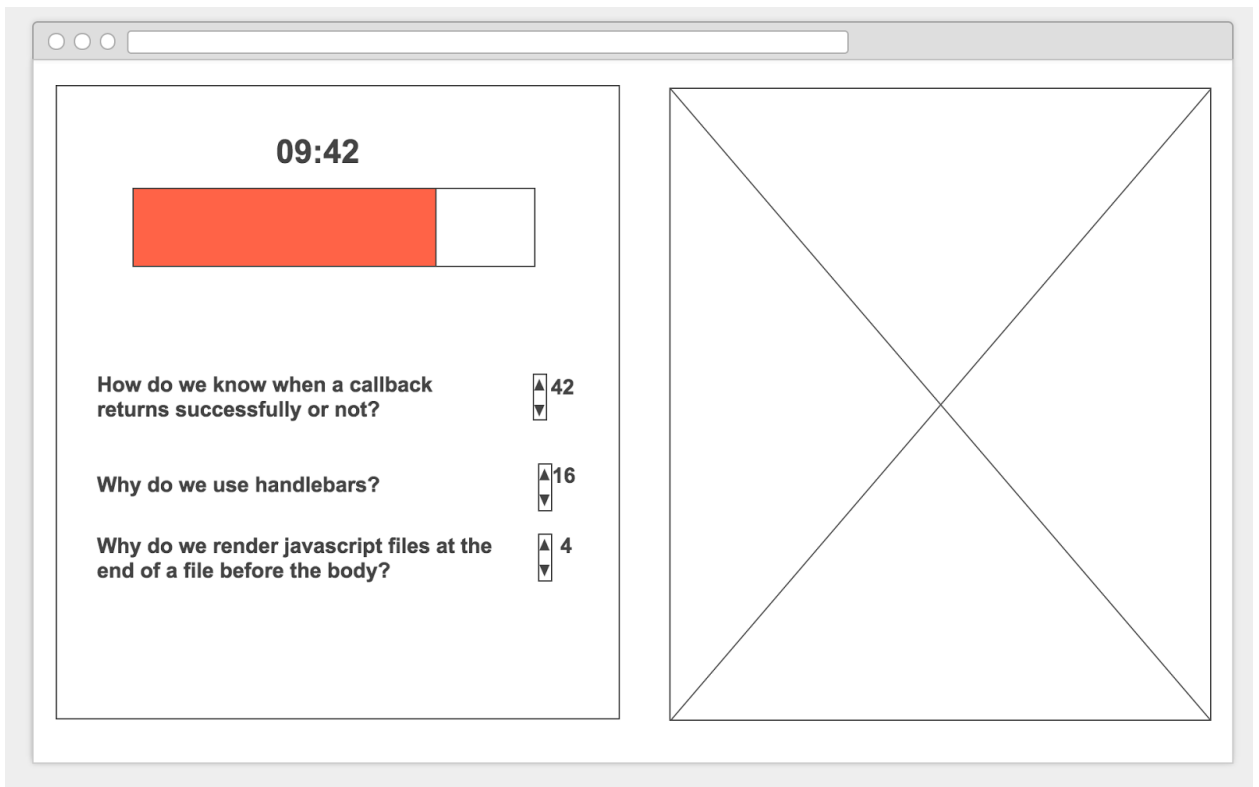 09:42
How do we know when a callback
returns successfully or not?
42
Why do we use handlebars?
16
Why do we render javascript files at the
end of a file before the body?
4